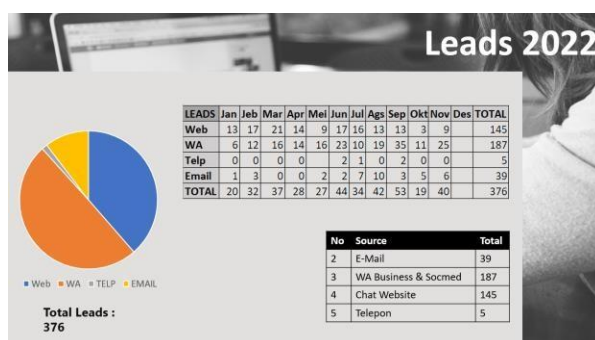 Leads 2022
LEADS Jan Jeb Mar Apr Mei Jun Jul Ags Sep Okt Nov Des TOTAL
Web 13 17 21 14 9 17 16 13 13 3 9 145
WA 6 12 16 14 16 23 10 19 35 11 25 187
Telp 0 0 0 0 2 1 0 2 0 0 5
Email 1 3 0 0 2 2 7 10 3 5 6 39
TOTAL 20 32 37 28 27 44 34 42 53 19 40 376
No Source Total
2 E-Mail 39
3 WA Business & Socmed 187
4 Chat Website 145
5 Telepon 5
Web WA TELP EMAIL
Total Leads :
376